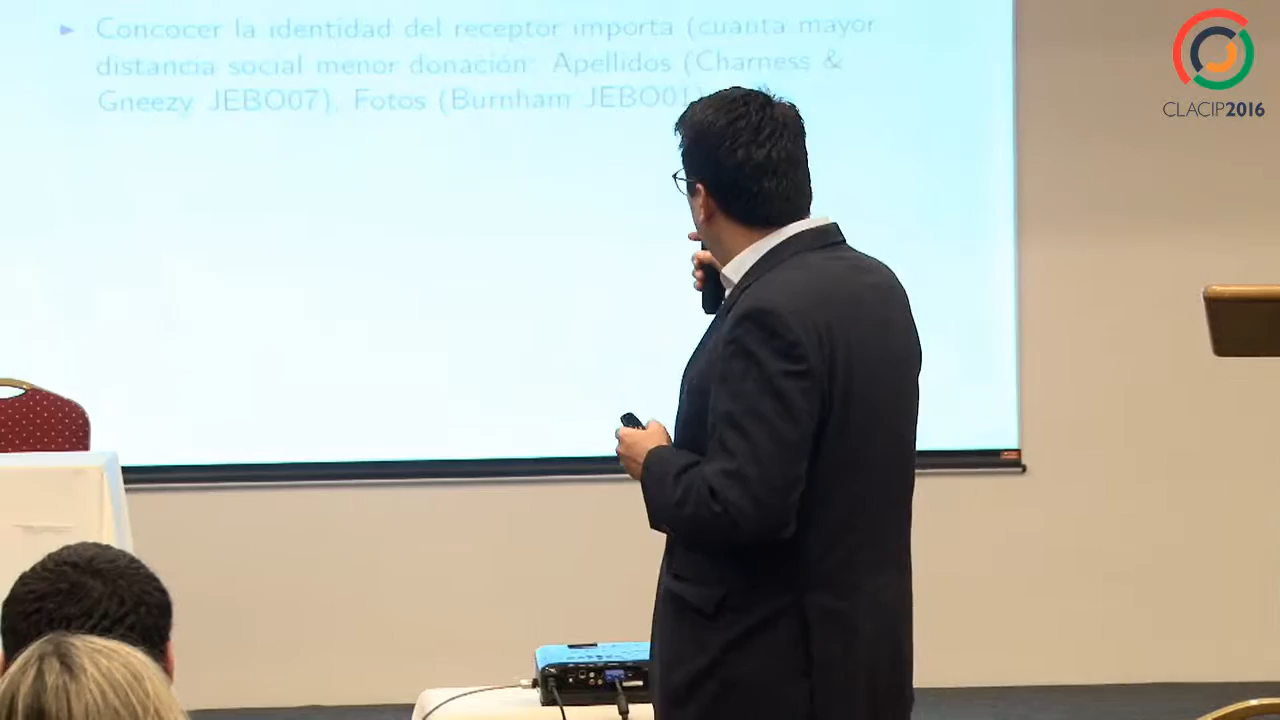 Concocer la identidad del receptor importa (cuanta mayor
distancia social menor donación: Apellidos (Charness &
Gneezy JEBO07), Fotos (Burnham JEBO01)
CLACIP2016